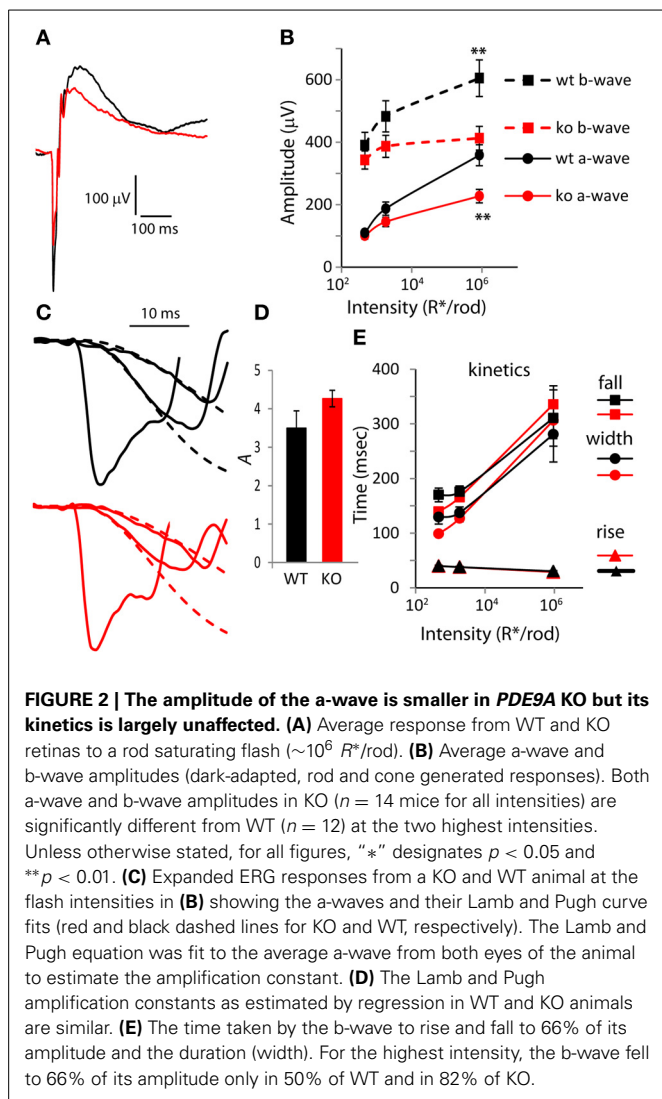 A
100 μV
100 ms
B
**
600
400
200
0
Amplitude (μV)
**
10² 10⁴ 10⁶
Intensity (R*/rod)
wt b-wave
ko b-wave
wt a-wave
ko a-wave
C
10 ms
D
5
4
3
2
1
0
A
WT KO
E
kinetics
400
300
200
100
0
Time (msec)
10² 10⁴ 10⁶
Intensity (R*/rod)
fall
width
rise
FIGURE 2 | The amplitude of the a-wave is smaller in PDE9A KO but its
kinetics is largely unaffected. (A) Average response from WT and KO
retinas to a rod saturating flash (~10⁶ R*/rod). (B) Average a-wave and
b-wave amplitudes (dark-adapted, rod and cone generated responses). Both
a-wave and b-wave amplitudes in KO (n = 14 mice for all intensities) are
significantly different from WT (n = 12) at the two highest intensities.
Unless otherwise stated, for all figures, “*” designates p < 0.05 and
**p < 0.01. (C) Expanded ERG responses from a KO and WT animal at the
flash intensities in (B) showing the a-waves and their Lamb and Pugh curve
fits (red and black dashed lines for KO and WT, respectively). The Lamb and
Pugh equation was fit to the average a-wave from both eyes of the animal
to estimate the amplification constant. (D) The Lamb and Pugh
amplification constants as estimated by regression in WT and KO animals
are similar. (E) The time taken by the b-wave to rise and fall to 66% of its
amplitude and the duration (width). For the highest intensity, the b-wave fell
to 66% of its amplitude only in 50% of WT and in 82% of KO.